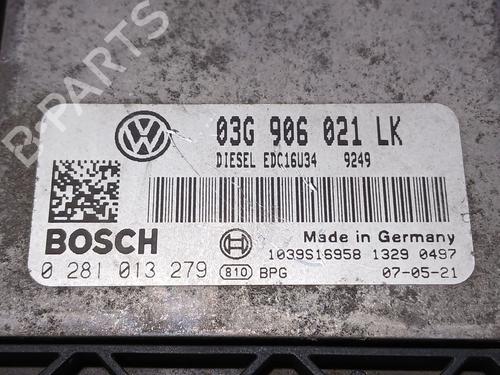 03G 906 021 LK
DIESEL EDC16U34 9249
BOSCH
Made in Germany
1039S16958 1329 0497
0 281 013 279 810 BPG 07-05-21
B-PARTS